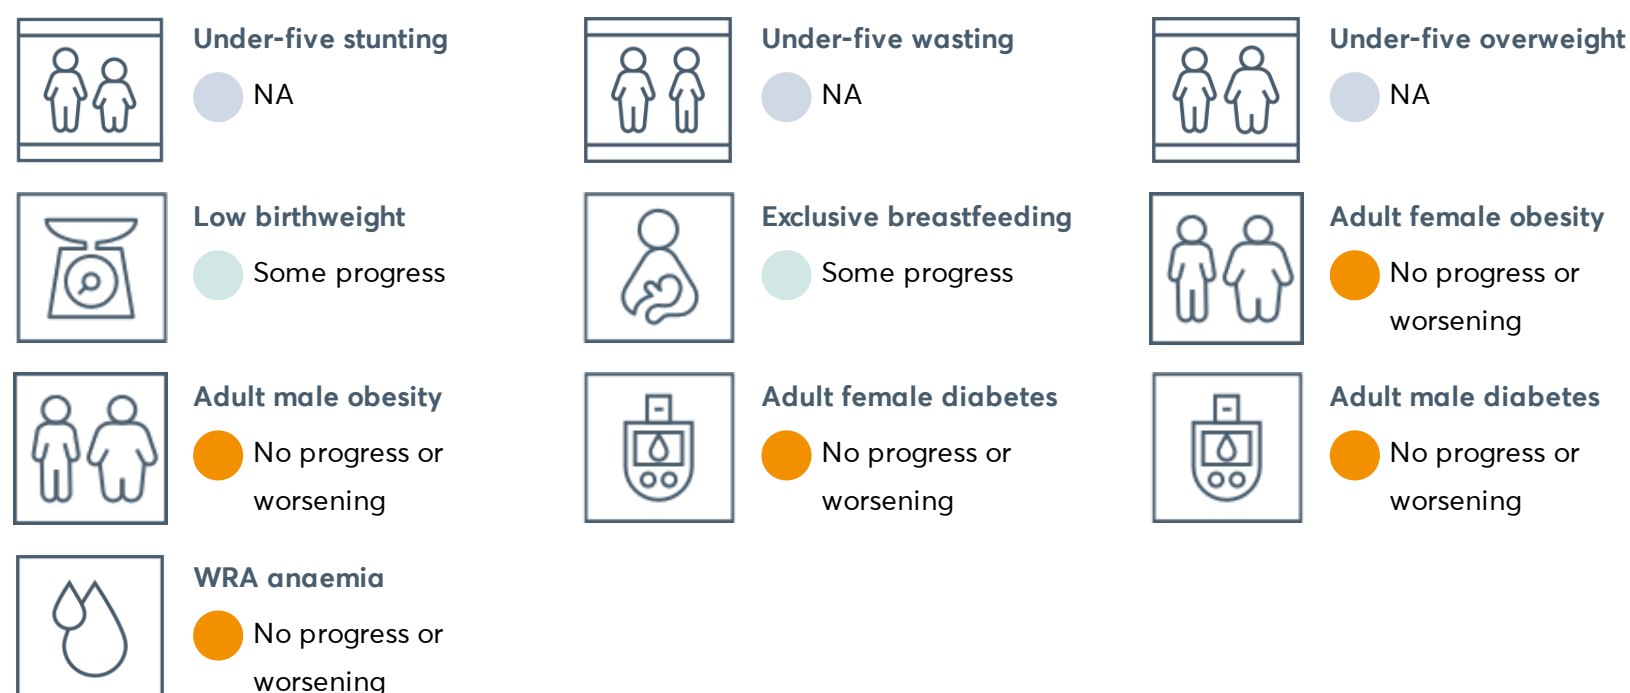 Under-five stunting
NA
Under-five wasting
NA
Under-five overweight
NA
Low birthweight
Some progress
Exclusive breastfeeding
Some progress
Adult female obesity
No progress or
worsening
Adult male obesity
No progress or
worsening
Adult female diabetes
No progress or
worsening
Adult male diabetes
No progress or
worsening
WRA anaemia
No progress or
worsening